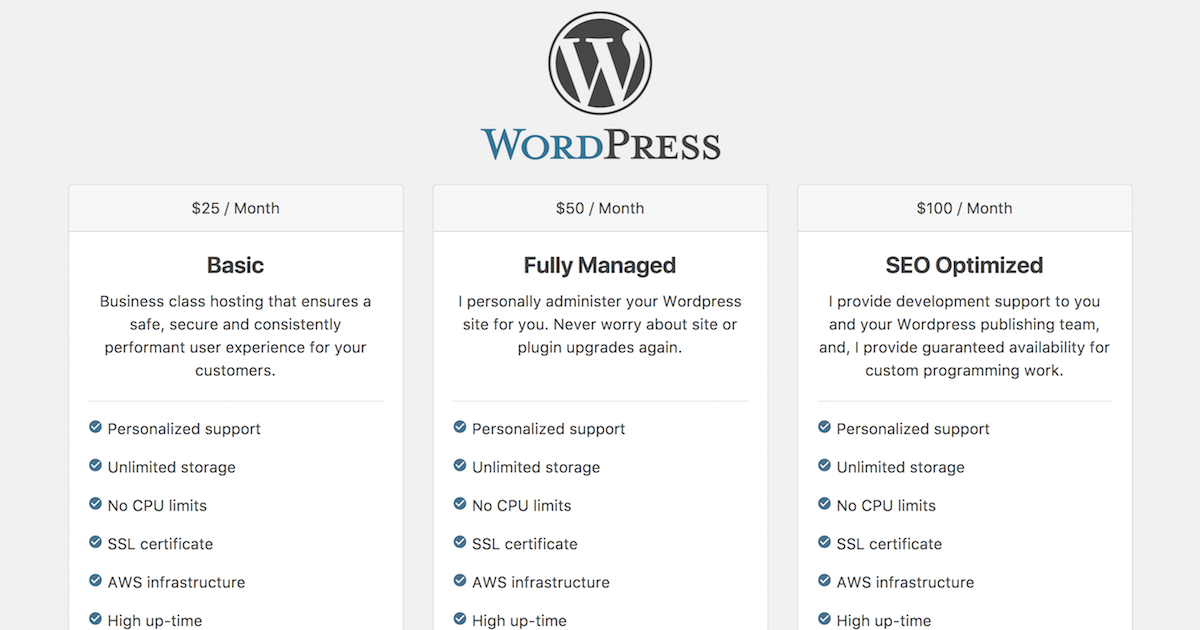 WORDPRESS
$25 / Month
Basic
Business class hosting that ensures a
safe, secure and consistently
performant user experience for your
customers.
Personalized support
Unlimited storage
No CPU limits
SSL certificate
AWS infrastructure
High up-time
$50 / Month
Fully Managed
I personally administer your Wordpress
site for you. Never worry about site or
plugin upgrades again.
Personalized support
Unlimited storage
No CPU limits
SSL certificate
AWS infrastructure
High up-time
$100 / Month
SEO Optimized
I provide development support to you
and your Wordpress publishing team,
and, I provide guaranteed availability for
custom programming work.
Personalized support
Unlimited storage
No CPU limits
SSL certificate
AWS infrastructure
High up-time